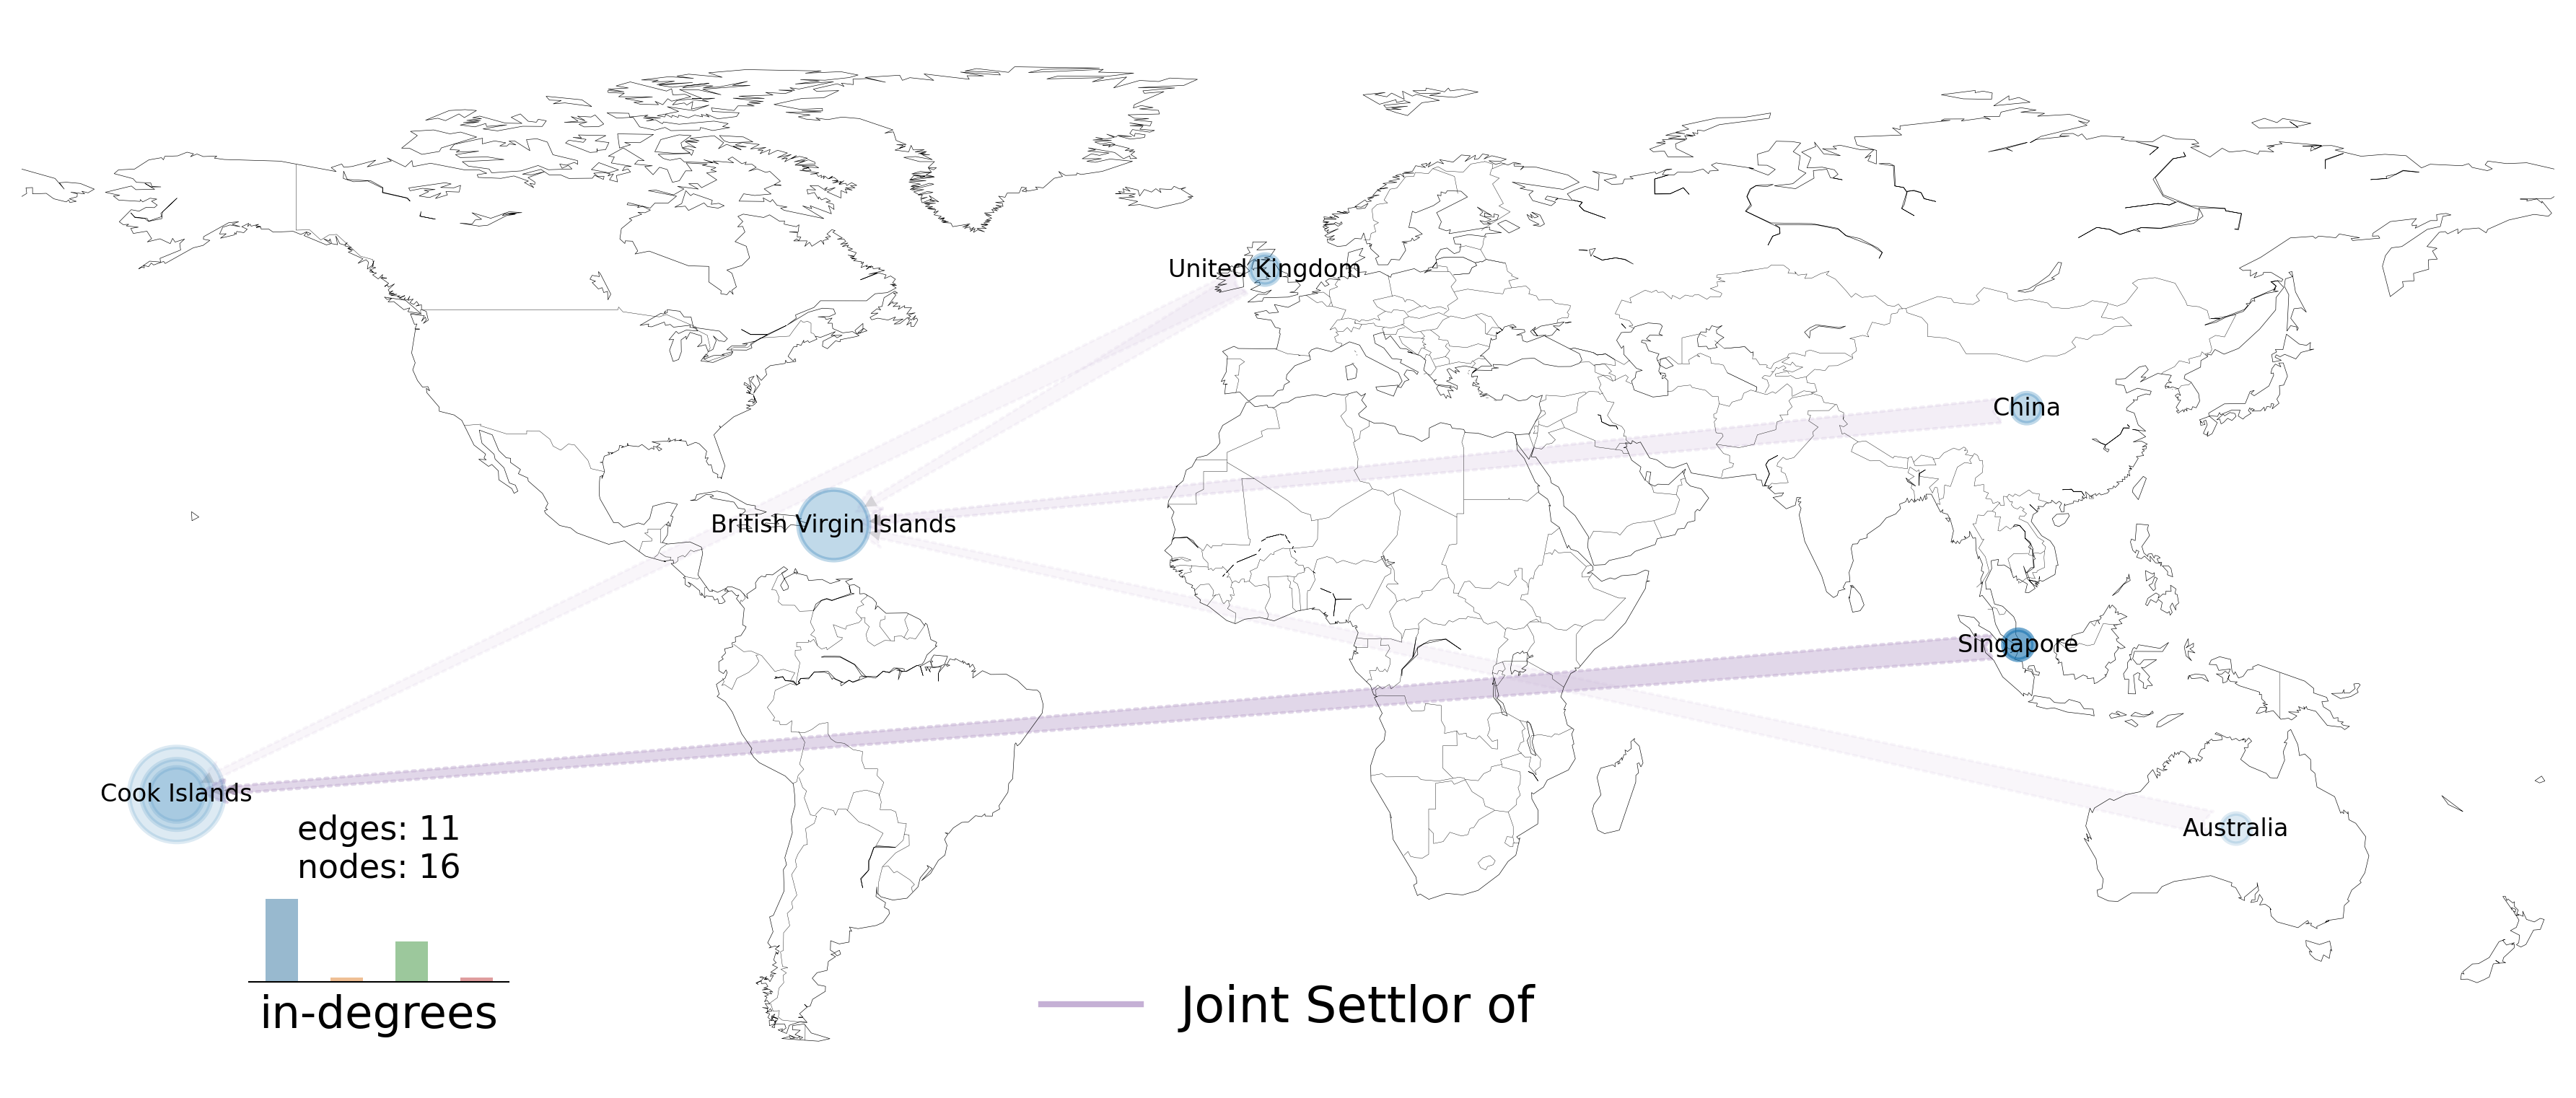 United Kingdom
China
British Virgin Islands
Singapore
Cook Islands
Australia
edges: 11
nodes: 16
in-degrees
Joint Settlor of